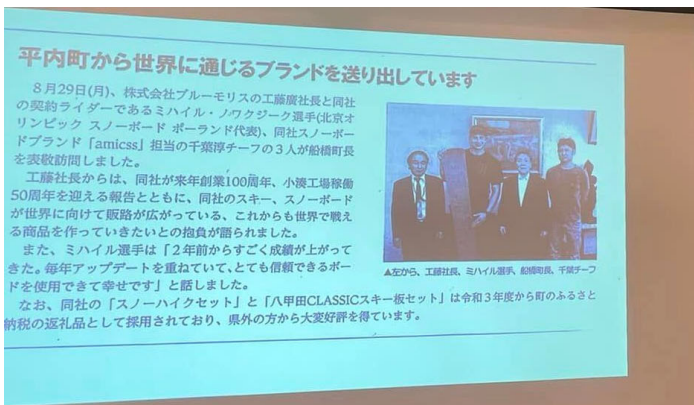 平内町から世界に通じるブランドを送り出しています
８月29日(月)、株式会社ブルーモリスの工藤廣社長と同社
の契約ライダーであるミハイル・ノワクジーク選手(北京オ
リンピック スノーボード ポーランド代表)、同社スノーボー
ドブランド「amicss」担当の千葉淳チーフの３人が船橋町長
を表敬訪問しました。
工藤社長からは、同社が来年創業100周年、小湊工場稼働
50周年を迎える報告とともに、同社のスキー、スノーボード
が世界に向けて販路が広がっている、これからも世界で戦え
る商品を作っていきたいとの抱負が語られました。
また、ミハイル選手は「２年前からすごく成績が上がって
きた。毎年アップデートを重ねていて、とても信頼できるボー
ドを使用できて幸せです」と話しました。
なお、同社の「スノーハイクセット」と「八甲田CLASSICスキー板セット」は令和３年度から町のふるさと
納税の返礼品として採用されており、県外の方から大変好評を得ています。
▲左から、工藤社長、ミハイル選手、船橋町長、千葉チーフ